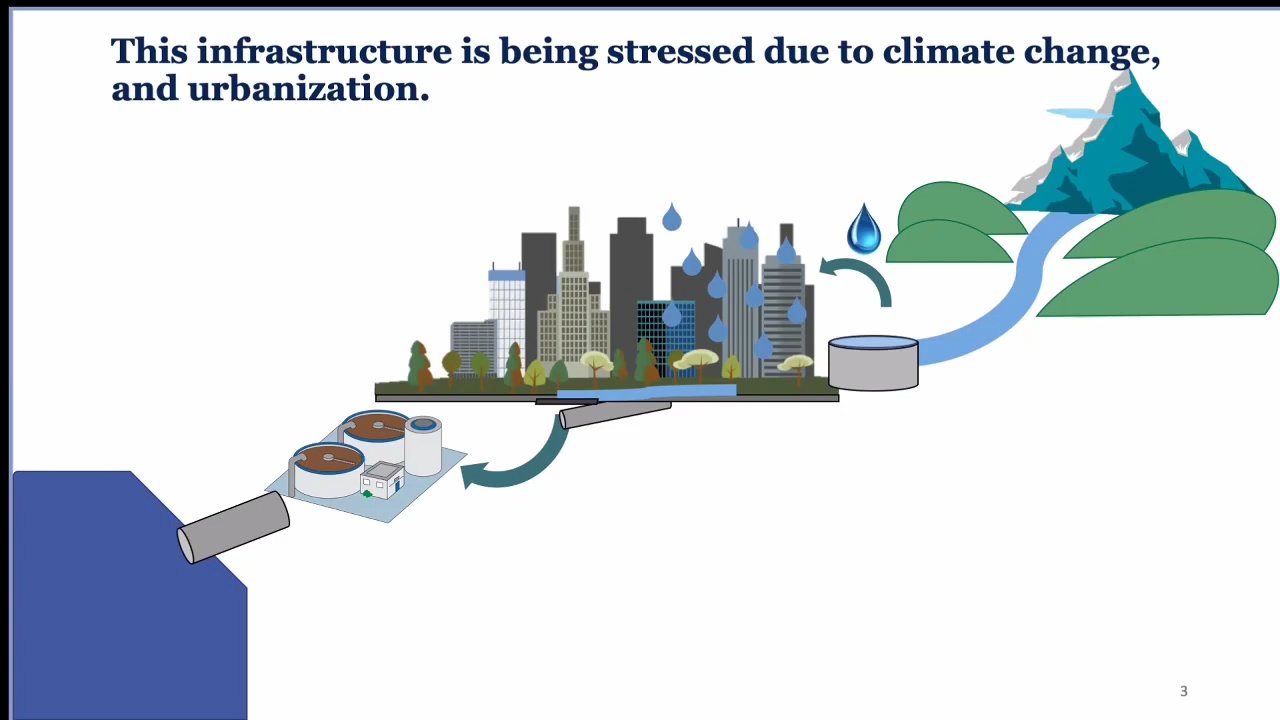 This infrastructure is being stressed due to climate change,
and urbanization.
3